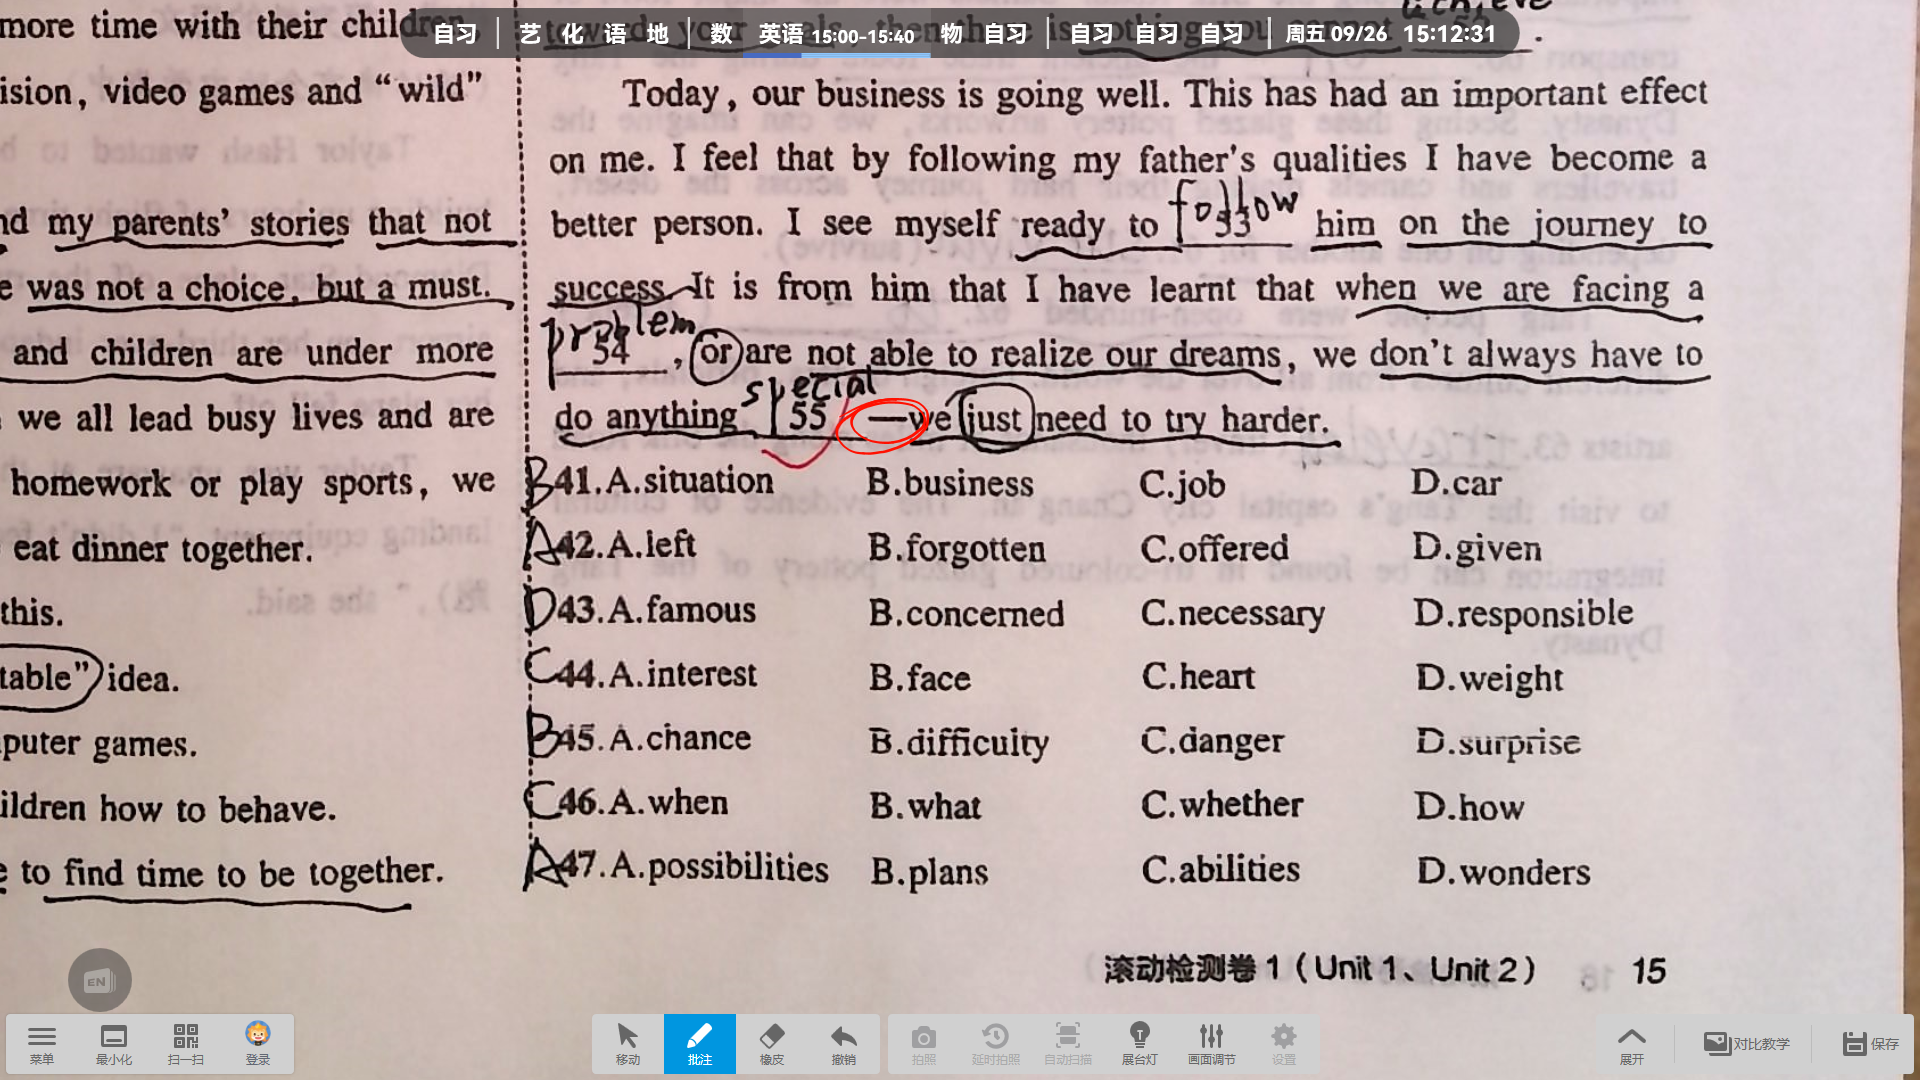 自习 艺 化 语 地 数 英语 15:00-15:40 物 自习 自习 自习 自习 周五 09/26 15:12:31
more time with their children,
ision, video games and “wild”
nd my parents’ stories that not
e was not a choice, but a must.
and children are under more
we all lead busy lives and are
homework or play sports, we
eat dinner together.
this.
table” idea.
puter games.
ildren how to behave.
e to find time to be together.
towards your goals, then there is nothing you cannot achieve .
Today, our business is going well. This has had an important effect
on me. I feel that by following my father’s qualities I have become a
better person. I see myself ready to follow 53 him on the journey to
success. It is from him that I have learnt that when we are facing a
problem 54 , or are not able to realize our dreams, we don’t always have to
do anything special 55 —we just need to try harder.
B 41.A.situation B.business C.job D.car
A 42.A.left B.forgotten C.offered D.given
D 43.A.famous B.concerned C.necessary D.responsible
C 44.A.interest B.face C.heart D.weight
B 45.A.chance B.difficulty C.danger D.surprise
C 46.A.when B.what C.whether D.how
A 47.A.possibilities B.plans C.abilities D.wonders
滚动检测卷 1(Unit 1、Unit 2) 15
EN
菜单 最小化 扫一扫 登录 移动 批注 橡皮 撤销 拍照 延时拍照 自动扫描 展台灯 画面调节 设置 展开 对比教学 保存